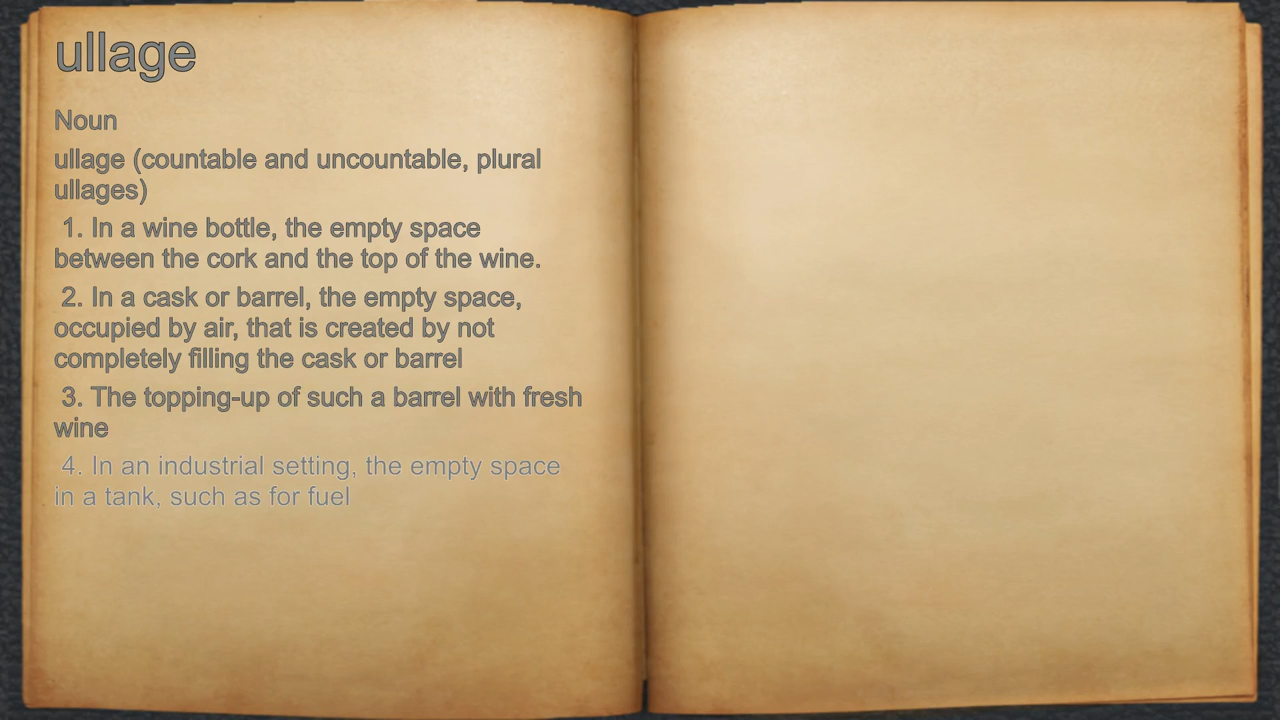 ullage
Noun
ullage (countable and uncountable, plural
ullages)
1. In a wine bottle, the empty space
between the cork and the top of the wine.
2. In a cask or barrel, the empty space,
occupied by air, that is created by not
completely filling the cask or barrel
3. The topping-up of such a barrel with fresh
wine
4. In an industrial setting, the empty space
in a tank, such as for fuel